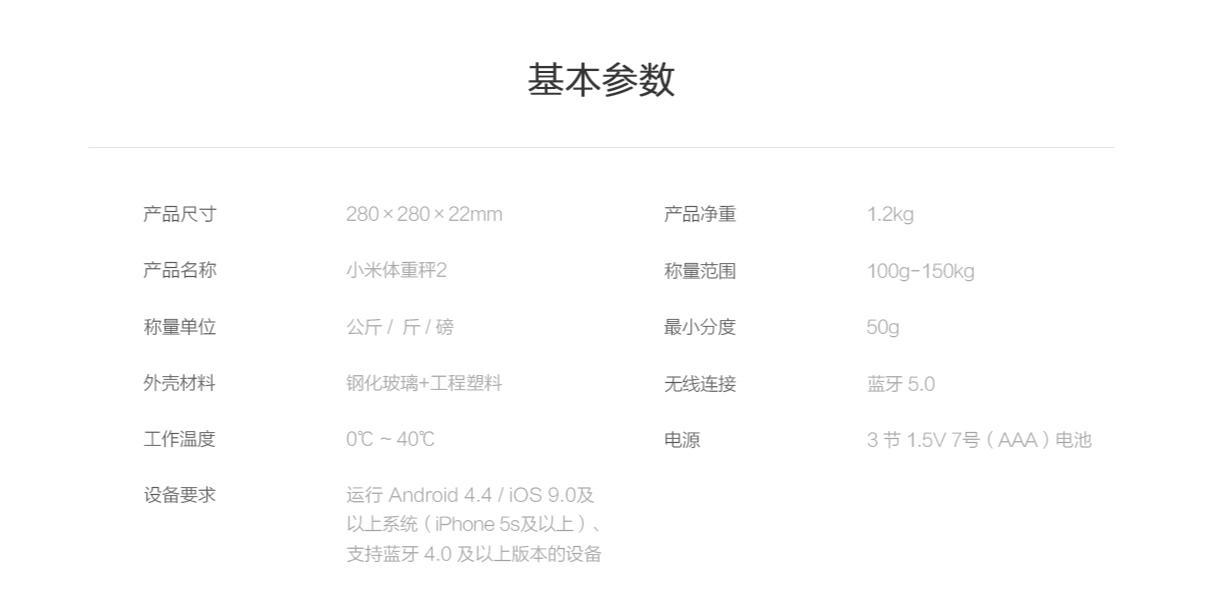 基本参数
产品尺寸 280×280×22mm 产品净重 1.2kg
产品名称 小米体重秤2 称量范围 100g-150kg
称量单位 公斤 / 斤 / 磅 最小分度 50g
外壳材料 钢化玻璃+工程塑料 无线连接 蓝牙 5.0
工作温度 0℃ ~ 40℃ 电源 3 节 1.5V 7号（AAA）电池
设备要求 运行 Android 4.4 / iOS 9.0及
以上系统（iPhone 5s及以上）、
支持蓝牙 4.0 及以上版本的设备